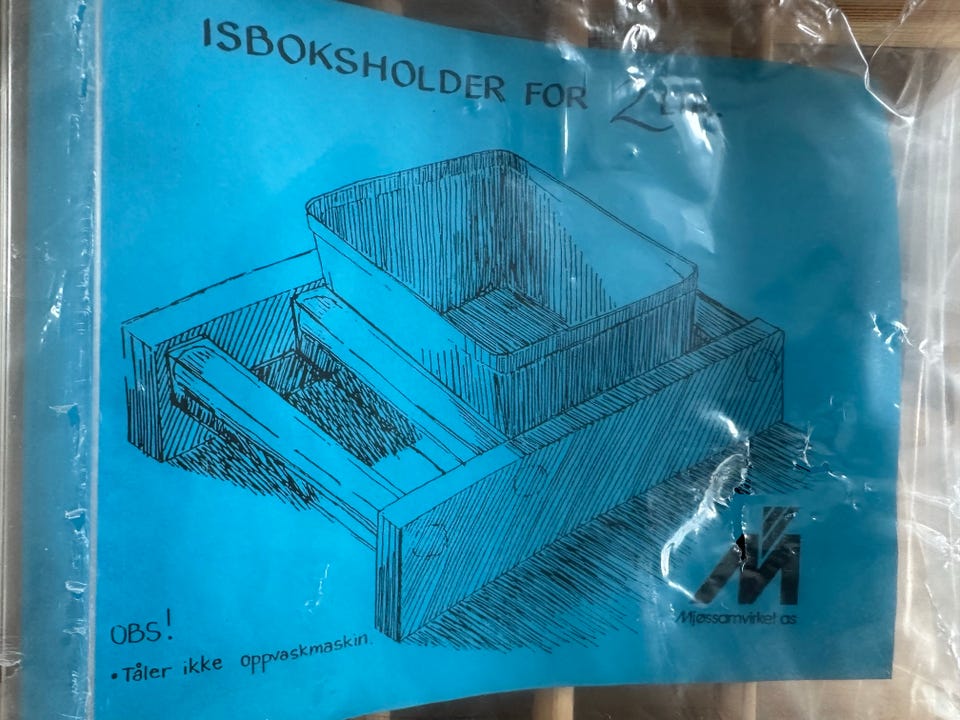 ISBOKSHOLDER FOR 2
OBS!
• Tåler ikke oppvaskmaskin.
Mjøssamvirket as